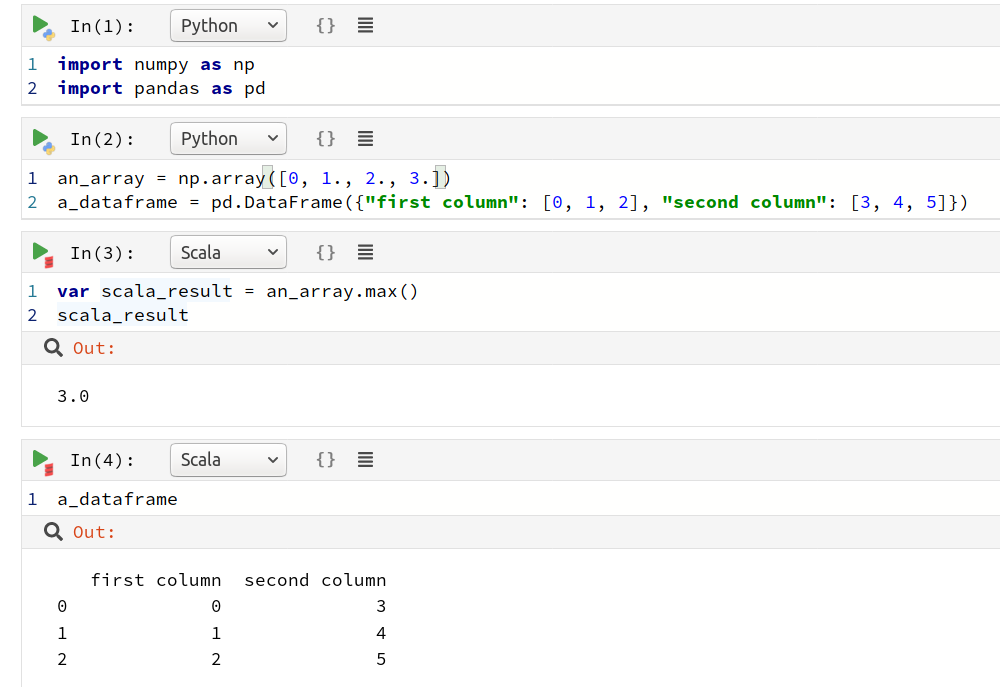 In(1): Python {}
1 import numpy as np
2 import pandas as pd
In(2): Python {}
1 an_array = np.array([0, 1., 2., 3.])
2 a_dataframe = pd.DataFrame({"first column": [0, 1, 2], "second column": [3, 4, 5]})
In(3): Scala {}
1 var scala_result = an_array.max()
2 scala_result
Out:
3.0
In(4): Scala {}
1 a_dataframe
Out:
first column second column
0 0 3
1 1 4
2 2 5